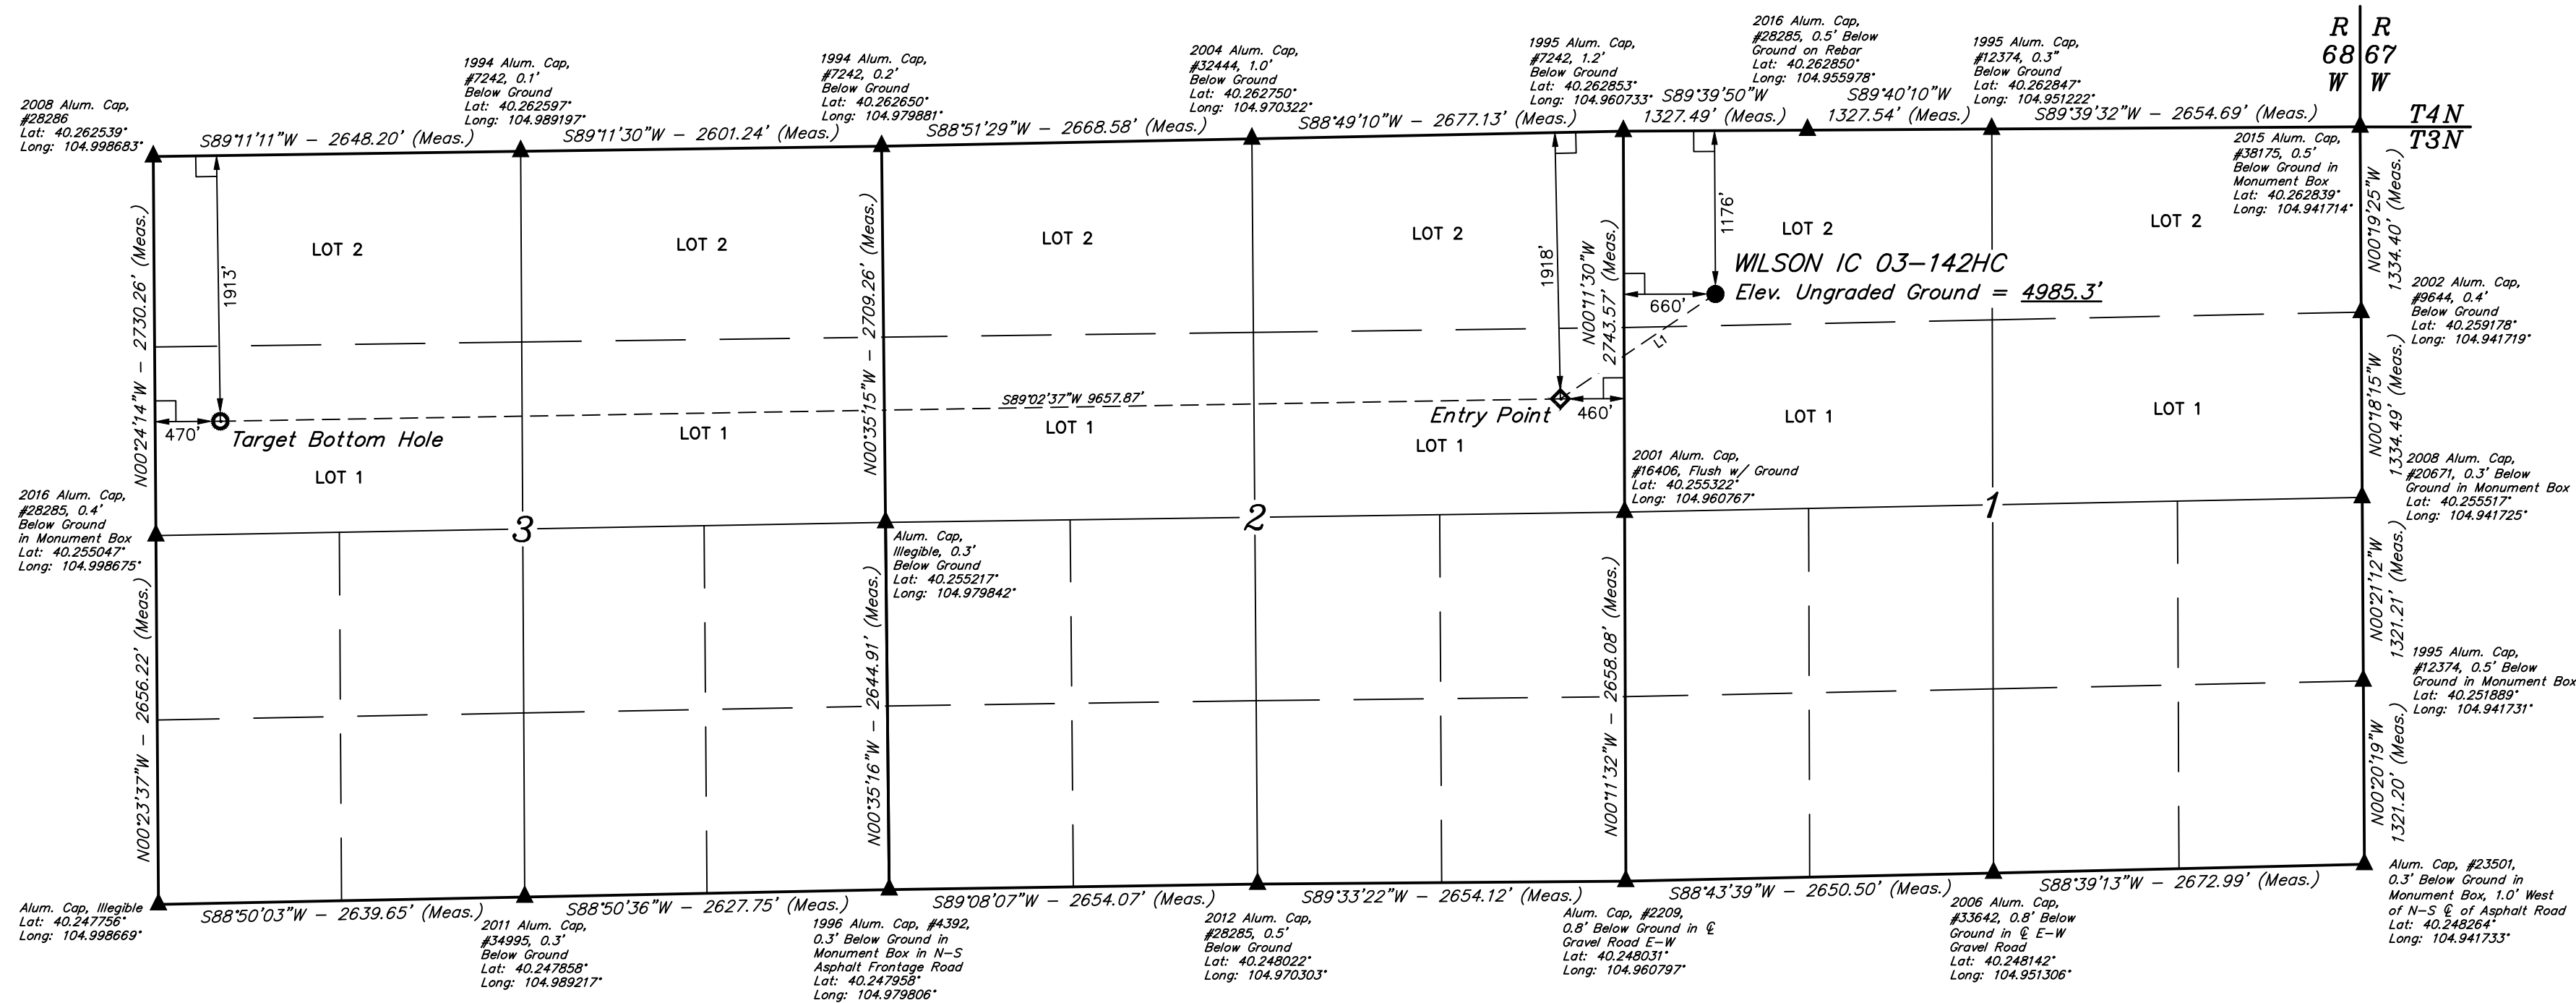 R R
68 67
W W
T4N
T3N
2008 Alum. Cap,
#28286
Lat: 40.262539°
Long: 104.998683°
1994 Alum. Cap,
#7242, 0.1'
Below Ground
Lat: 40.262597°
Long: 104.989197°
1994 Alum. Cap,
#7242, 0.2'
Below Ground
Lat: 40.262650°
Long: 104.979881°
2004 Alum. Cap,
#32444, 1.0'
Below Ground
Lat: 40.262750°
Long: 104.970322°
1995 Alum. Cap,
#7242, 1.2'
Below Ground
Lat: 40.262853°
Long: 104.960733°
2016 Alum. Cap,
#28285, 0.5' Below
Ground on Rebar
Lat: 40.262850°
Long: 104.955978°
1995 Alum. Cap,
#12374, 0.3"
Below Ground
Lat: 40.262847°
Long: 104.951222°
2015 Alum. Cap,
#38175, 0.5'
Below Ground in
Monument Box
Lat: 40.262839°
Long: 104.941714°
S89°11'11"W - 2648.20' (Meas.)
S89°11'30"W - 2601.24' (Meas.)
S88°51'29"W - 2668.58' (Meas.)
S88°49'10"W - 2677.13' (Meas.)
S89°39'50"W
1327.49' (Meas.)
S89°40'10"W
1327.54' (Meas.)
S89°39'32"W - 2654.69' (Meas.)
N00°24'14"W - 2730.26' (Meas.)
1913'
LOT 2
LOT 2
N00°35'15"W - 2709.26' (Meas.)
LOT 2
LOT 2
1918'
N00°11'30"W
2743.57' (Meas.)
1176'
LOT 2
LOT 2
WILSON IC 03-142HC
Elev. Ungraded Ground = 4985.3'
660'
L1
N00°19'25"W
1334.40' (Meas.)
2002 Alum. Cap,
#9644, 0.4'
Below Ground
Lat: 40.259178°
Long: 104.941719°
470'
Target Bottom Hole
S89°02'37"W 9657.87'
Entry Point
460'
LOT 1
LOT 1
LOT 1
LOT 1
LOT 1
LOT 1
N00°18'15"W
1334.49' (Meas.)
2001 Alum. Cap,
#16406, Flush w/ Ground
Lat: 40.255322°
Long: 104.960767°
2008 Alum. Cap,
#20671, 0.3' Below
Ground in Monument Box
Lat: 40.255517°
Long: 104.941725°
2016 Alum. Cap,
#28285, 0.4'
Below Ground
in Monument Box
Lat: 40.255047°
Long: 104.998675°
3
2
1
Alum. Cap,
Illegible, 0.3'
Below Ground
Lat: 40.255217°
Long: 104.979842°
N00°23'37"W - 2656.22' (Meas.)
N00°35'16"W - 2644.91' (Meas.)
N00°11'32"W - 2658.08' (Meas.)
N00°21'12"W
1321.21' (Meas.)
1995 Alum. Cap,
#12374, 0.5' Below
Ground in Monument Box
Lat: 40.251889°
Long: 104.941731°
N00°20'19"W
1321.20' (Meas.)
S88°50'03"W - 2639.65' (Meas.)
S88°50'36"W - 2627.75' (Meas.)
S89°08'07"W - 2654.07' (Meas.)
S89°33'22"W - 2654.12' (Meas.)
S88°43'39"W - 2650.50' (Meas.)
S88°39'13"W - 2672.99' (Meas.)
Alum. Cap, Illegible
Lat: 40.247756°
Long: 104.998669°
2011 Alum. Cap,
#34995, 0.3'
Below Ground
Lat: 40.247858°
Long: 104.989217°
1996 Alum. Cap, #4392,
0.3' Below Ground in
Monument Box in N-S
Asphalt Frontage Road
Lat: 40.247958°
Long: 104.979806°
2012 Alum. Cap,
#28285, 0.5'
Below Ground
Lat: 40.248022°
Long: 104.970303°
Alum. Cap, #2209,
0.8' Below Ground in ℄
Gravel Road E-W
Lat: 40.248031°
Long: 104.960797°
2006 Alum. Cap,
#33642, 0.8' Below
Ground in ℄ E-W
Gravel Road
Lat: 40.248142°
Long: 104.951306°
Alum. Cap, #23501,
0.3' Below Ground in
Monument Box, 1.0' West
of N-S ℄ of Asphalt Road
Lat: 40.248264°
Long: 104.941733°